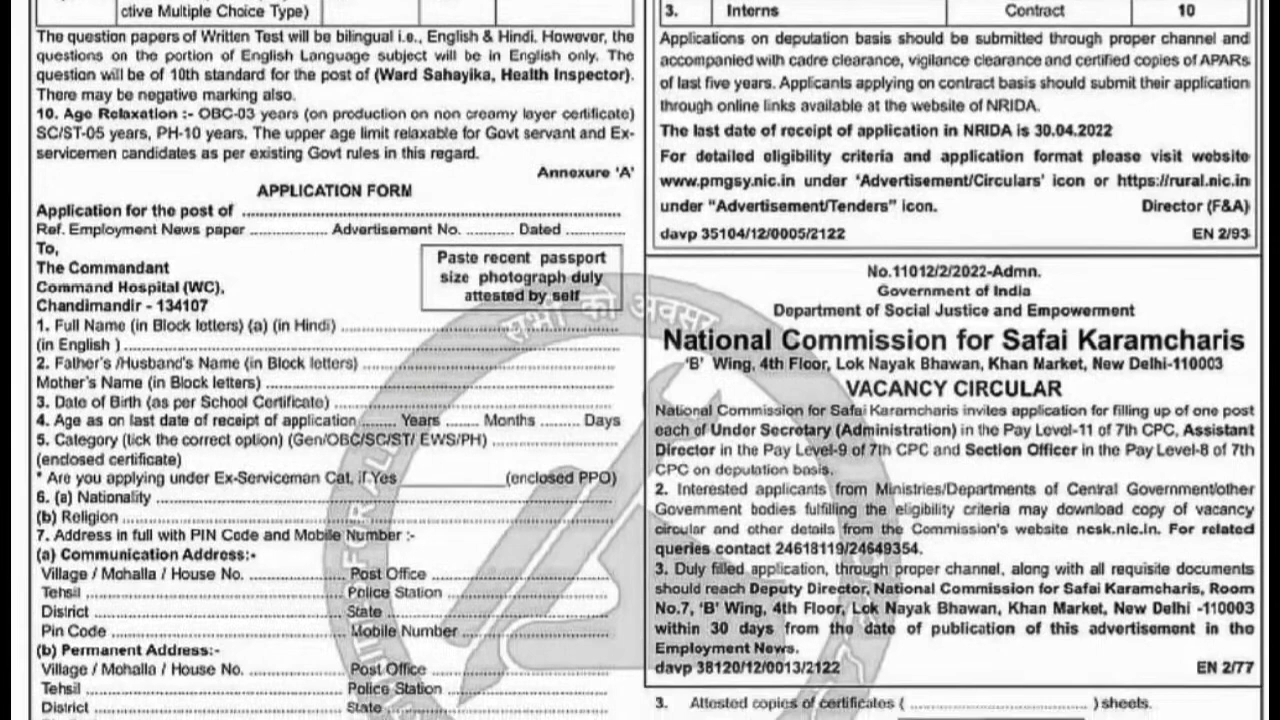 ctive Multiple Choice Type)
The question papers of Written Test will be bilingual i.e., English & Hindi. However, the
questions on the portion of English Language subject will be in English only. The
question will be of 10th standard for the post of (Ward Sahayika, Health Inspector).
There may be negative marking also.
10. Age Relaxation :- OBC-03 years (on production on non creamy layer certificate)
SC/ST-05 years, PH-10 years. The upper age limit relaxable for Govt servant and Ex-
servicemen candidates as per existing Govt rules in this regard.
Annexure 'A'
APPLICATION FORM
Application for the post of ..........
Ref. Employment News paper .......... Advertisement No. .......... Dated ..........
To,
The Commandant
Command Hospital (WC),
Chandimandir - 134107
Paste recent passport
size photograph duly
attested by self
1. Full Name (in Block letters) (a) (in Hindi) ..........
(in English ) ..........
2. Father's /Husband's Name (in Block letters) ..........
Mother's Name (in Block letters) ..........
3. Date of Birth (as per School Certificate) ..........
4. Age as on last date of receipt of application ........ Years ........ Months ......... Days
5. Category (tick the correct option) (Gen/OBC/SC/ST/ EWS/PH) ..........
(enclosed certificate)
* Are you applying under Ex-Serviceman Cat, if Yes __________(enclosed PPO)
6. (a) Nationality ..........
(b) Religion ..........
7. Address in full with PIN Code and Mobile Number :-
(a) Communication Address:-
Village / Mohalla / House No. .......... Post Office ..........
Tehsil .......... Police Station ..........
District .......... State ..........
Pin Code .......... Mobile Number ..........
(b) Permanent Address:-
Village / Mohalla / House No. .......... Post Office ..........
Tehsil .......... Police Station ..........
District .......... State ..........
3. Interns Contract 10
Applications on deputation basis should be submitted through proper channel and
accompanied with cadre clearance, vigilance clearance and certified copies of APARs
of last five years. Applicants applying on contract basis should submit their application
through online links available at the website of NRIDA.
The last date of receipt of application in NRIDA is 30.04.2022
For detailed eligibility criteria and application format please visit website
www.pmgsy.nic.in under 'Advertisement/Circulars' icon or https://rural.nic.in
under "Advertisement/Tenders" icon. Director (F&A)
davp 35104/12/0005/2122 EN 2/93
No.11012/2/2022-Admn.
Government of India
Department of Social Justice and Empowerment
National Commission for Safai Karamcharis
'B' Wing, 4th Floor, Lok Nayak Bhawan, Khan Market, New Delhi-110003
VACANCY CIRCULAR
National Commission for Safai Karamcharis invites application for filling up of one post
each of Under Secretary (Administration) in the Pay Level-11 of 7th CPC, Assistant
Director in the Pay Level-9 of 7th CPC and Section Officer in the Pay Level-8 of 7th
CPC on deputation basis.
2. Interested applicants from Ministries/Departments of Central Government/other
Government bodies fulfilling the eligibility criteria may download copy of vacancy
circular and other details from the Commission's website ncsk.nic.in. For related
queries contact 24618119/24649354.
3. Duly filled application, through proper channel, along with all requisite documents
should reach Deputy Director, National Commission for Safai Karamcharis, Room
No.7, 'B' Wing, 4th Floor, Lok Nayak Bhawan, Khan Market, New Delhi -110003
within 30 days from the date of publication of this advertisement in the
Employment News.
davp 38120/12/0013/2122 EN 2/77
3. Attested copies of certificates ( .......... ) sheets.
सभी को अवसर